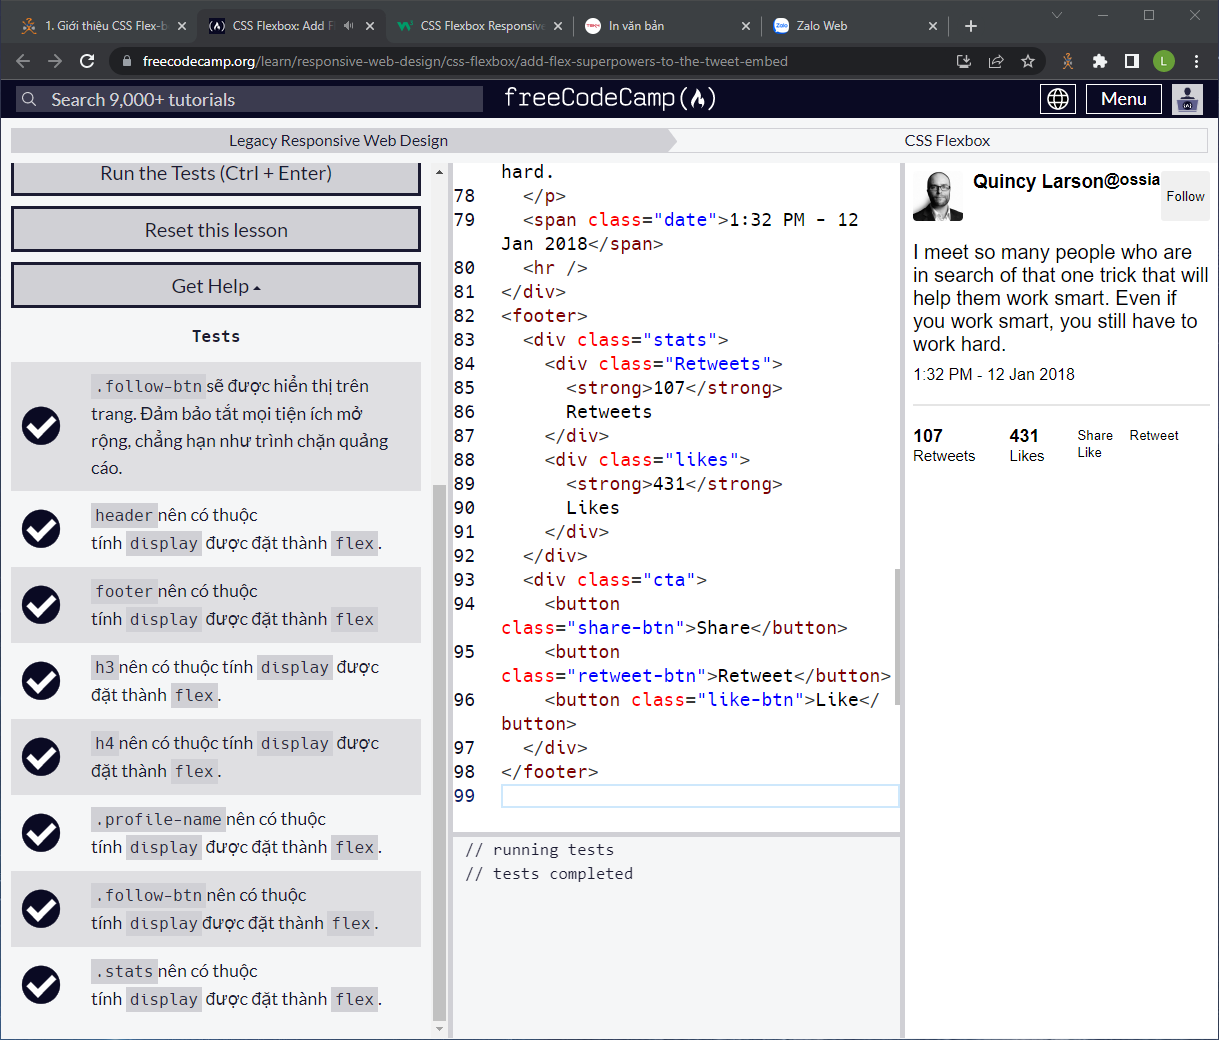 1. Giới thiệu CSS Flex-b
CSS Flexbox: Add F
CSS Flexbox Responsive
In văn bản
Zalo Web
freecodecamp.org/learn/responsive-web-design/css-flexbox/add-flex-superpowers-to-the-tweet-embed
L
Search 9,000+ tutorials
freeCodeCamp
Menu
Legacy Responsive Web Design
CSS Flexbox
Run the Tests (Ctrl + Enter)
Reset this lesson
Get Help
Tests
.follow-btn sẽ được hiển thị trên
trang. Đảm bảo tắt mọi tiện ích mở
rộng, chẳng hạn như trình chặn quảng
cáo.
header nên có thuộc
tính display được đặt thành flex.
footer nên có thuộc
tính display được đặt thành flex
h3 nên có thuộc tính display được
đặt thành flex.
h4 nên có thuộc tính display được
đặt thành flex.
.profile-name nên có thuộc
tính display được đặt thành flex.
.follow-btn nên có thuộc
tính display được đặt thành flex.
.stats nên có thuộc
tính display được đặt thành flex.
hard.
78 </p>
79 <span class="date">1:32 PM - 12
Jan 2018</span>
80 <hr />
81 </div>
82 <footer>
83 <div class="stats">
84 <div class="Retweets">
85 <strong>107</strong>
86 Retweets
87 </div>
88 <div class="likes">
89 <strong>431</strong>
90 Likes
91 </div>
92 </div>
93 <div class="cta">
94 <button
class="share-btn">Share</button>
95 <button
class="retweet-btn">Retweet</button>
96 <button class="like-btn">Like</
button>
97 </div>
98 </footer>
99
// running tests
// tests completed
Quincy Larson@ossia
Follow
I meet so many people who are
in search of that one trick that will
help them work smart. Even if
you work smart, you still have to
work hard.
1:32 PM - 12 Jan 2018
107
Retweets
431
Likes
Share Retweet
Like